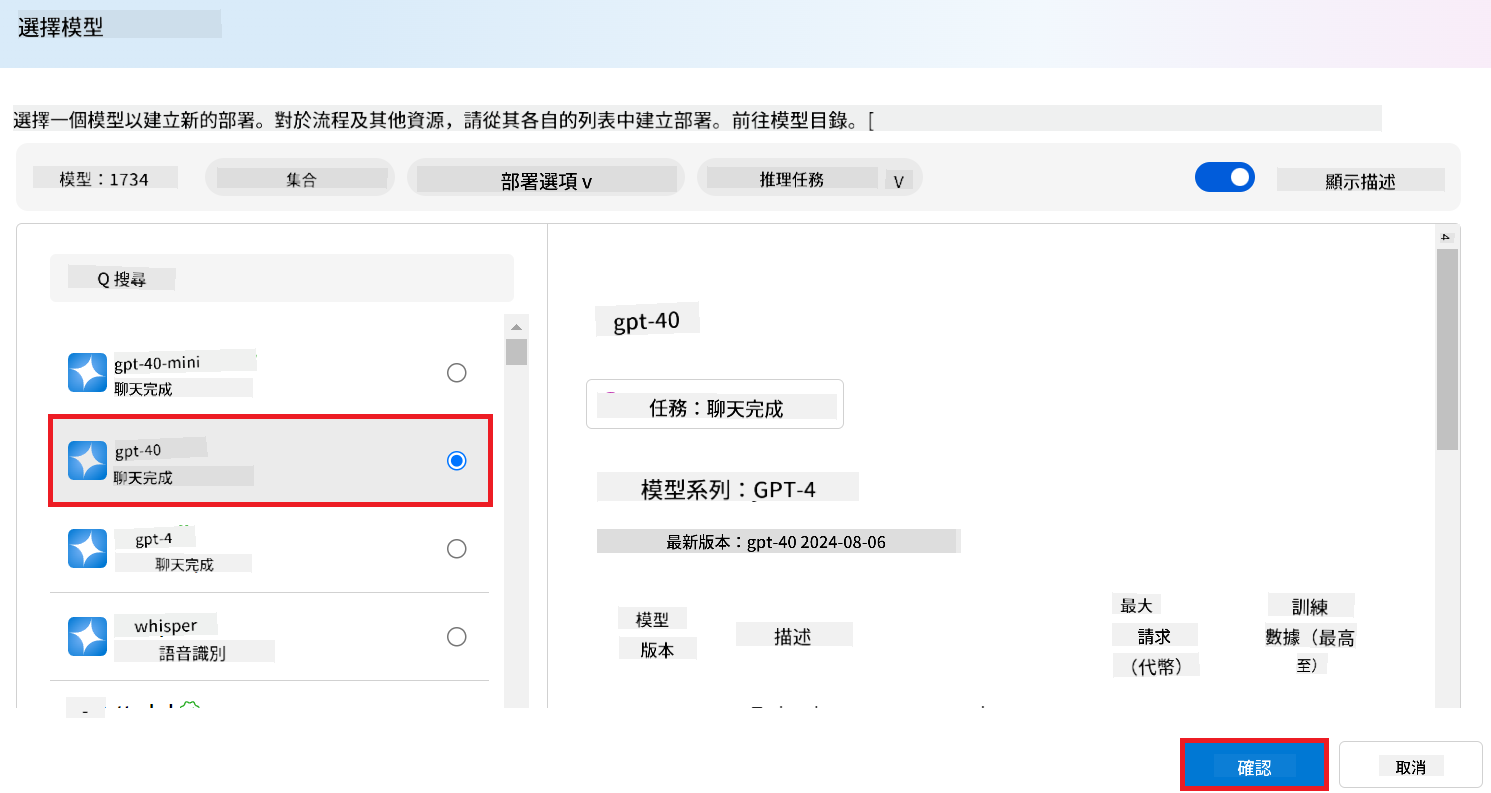 選擇模型
選擇一個模型以建立新的部署。對於流程及其他資源，請從其各自的列表中建立部署。前往模型目錄。[
模型：1734
集合
部署選項 v
推理任務
V
顯示描述
Q 搜尋
gpt-40-mini
聊天完成
gpt-40
聊天完成
gpt-4
聊天完成
whisper
語音識別
gpt-40
任務：聊天完成
模型系列：GPT-4
最新版本：gpt-40 2024-08-06
模型
版本
描述
最大
請求
（代幣）
訓練
數據（最高
至）
確認
取消